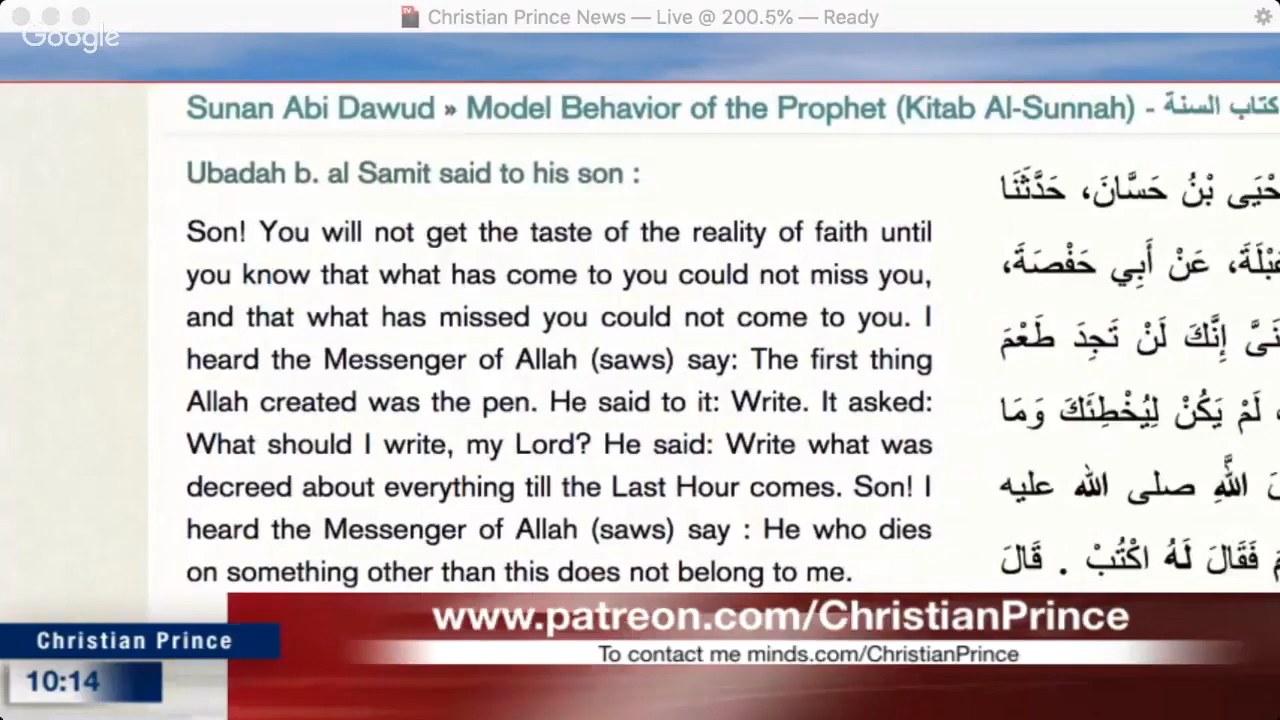 Christian Prince News — Live @ 200.5% — Ready
Google
Sunan Abi Dawud » Model Behavior of the Prophet (Kitab Al-Sunnah) - كتاب السنة
Ubadah b. al Samit said to his son :
Son! You will not get the taste of the reality of faith until
you know that what has come to you could not miss you,
and that what has missed you could not come to you. I
heard the Messenger of Allah (saws) say: The first thing
Allah created was the pen. He said to it: Write. It asked:
What should I write, my Lord? He said: Write what was
decreed about everything till the Last Hour comes. Son! I
heard the Messenger of Allah (saws) say : He who dies
on something other than this does not belong to me.
بْنُ حَسَّانَ، حَدَّثَنَا
عَنْ أَبِي حَفْصَةَ،
إِنَّكَ لَنْ تَجِدَ طَعْمَ
لَمْ يَكُنْ لِيُخْطِئَكَ وَمَا
اللَّهِ صلى الله عليه
فَقَالَ لَهُ اكْتُبْ . قَالَ
www.patreon.com/ChristianPrince
To contact me minds.com/ChristianPrince
Christian Prince
10:14